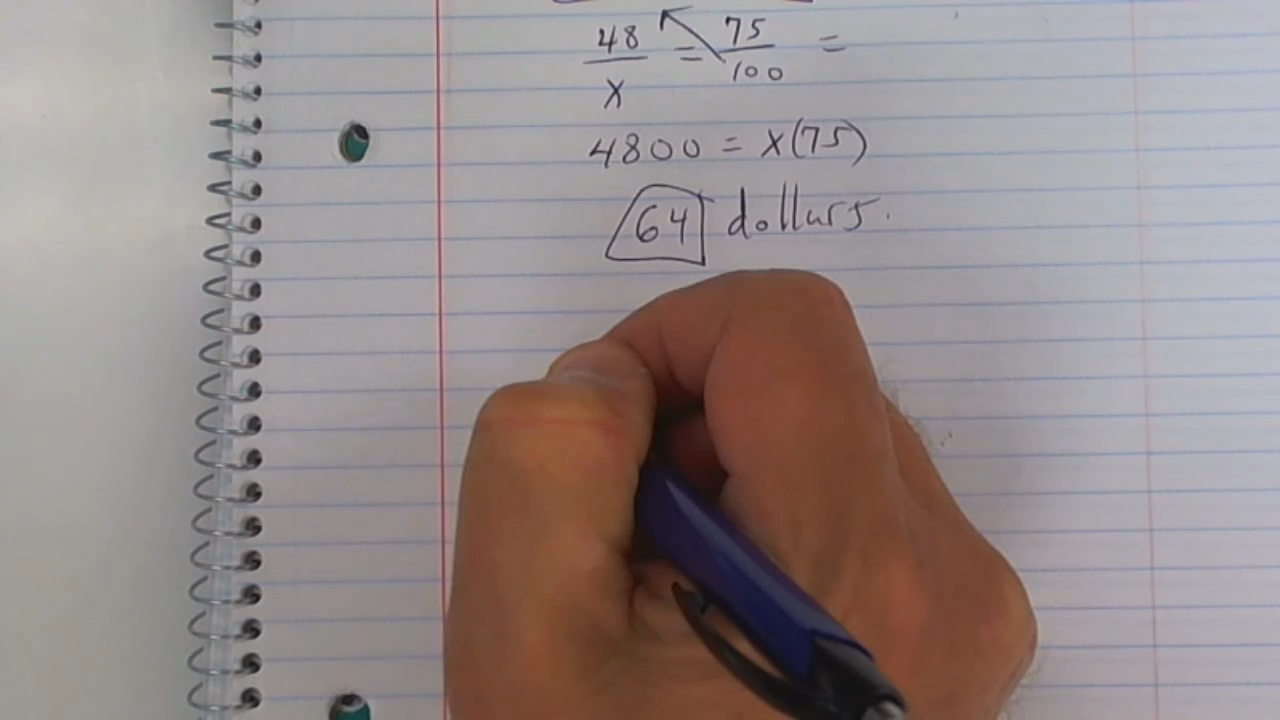 48/X = 75/100 =
4800 = X(75)
64 dollars.